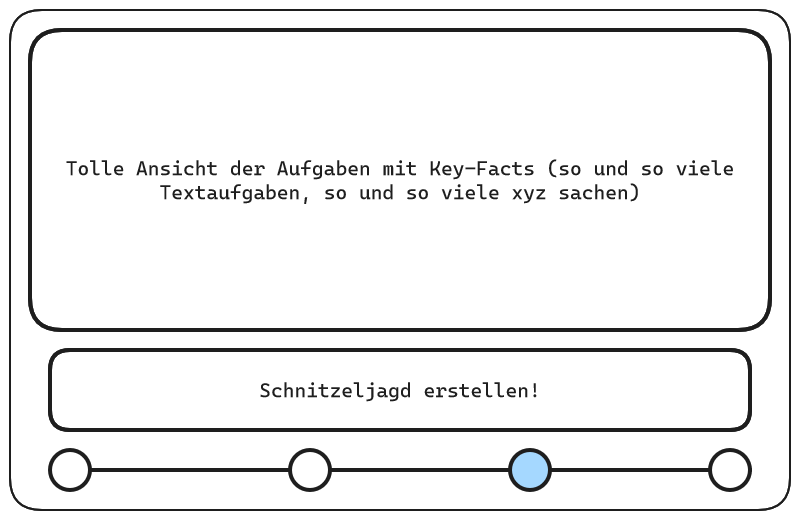 Tolle Ansicht der Aufgaben mit Key-Facts (so und so viele
Textaufgaben, so und so viele xyz sachen)
Schnitzeljagd erstellen!